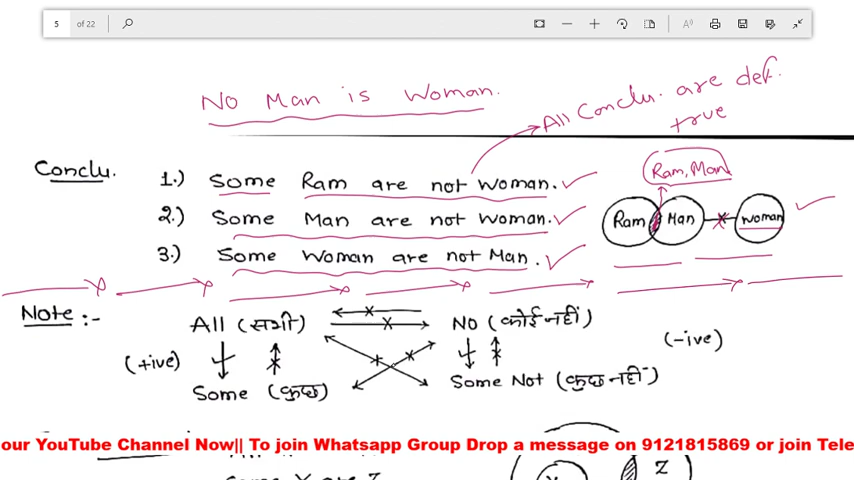 5 of 22
No Man is Woman.
All Conclu. are def. true
Conclu.
1.) Some Ram are not woman.
Ram, Man
2.) Some Man are not Woman.
Ram Man woman
3.) Some Woman are not Man.
Note :-
All (सभी) No (कोई नहीं)
(+ive) (-ive)
Some (कुछ) Some Not (कुछ नहीं)
our YouTube Channel Now|| To join Whatsapp Group Drop a message on 9121815869 or join Tele
Some Y are Z
Y Z